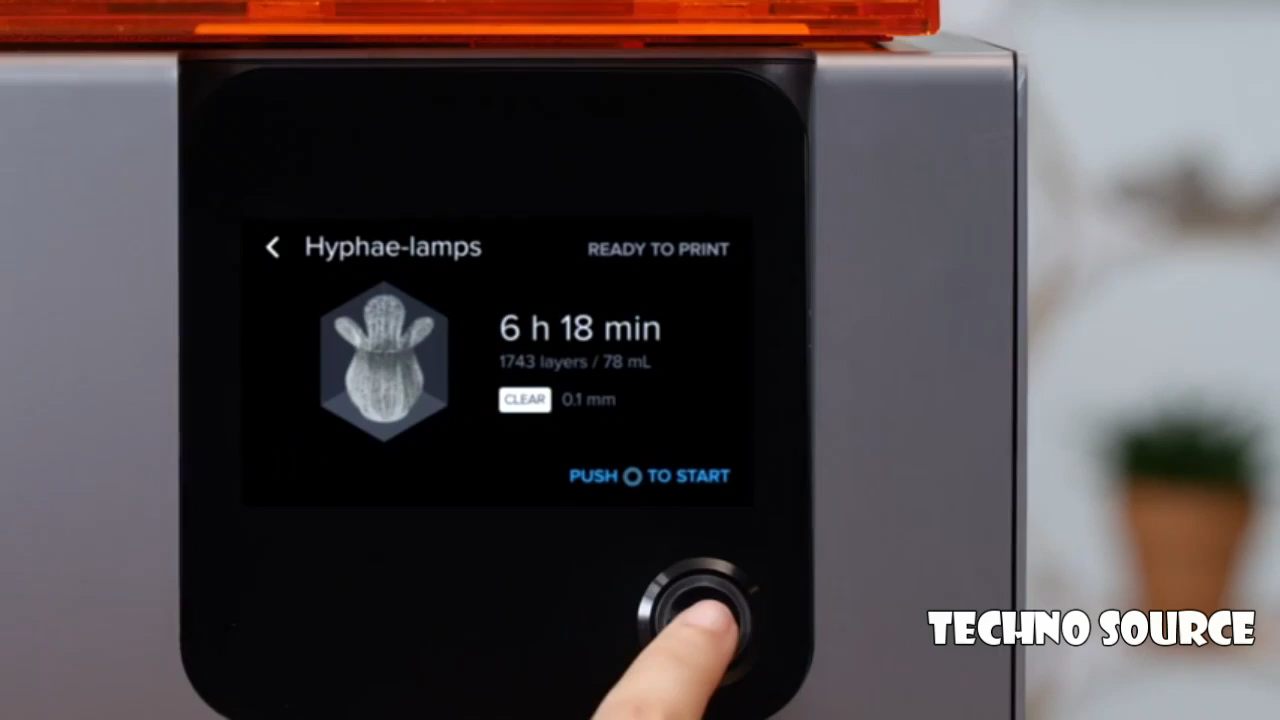 Hyphae-lamps
READY TO PRINT
6 h 18 min
1743 layers / 78 mL
CLEAR 0.1 mm
PUSH TO START
TECHNO SOURCE